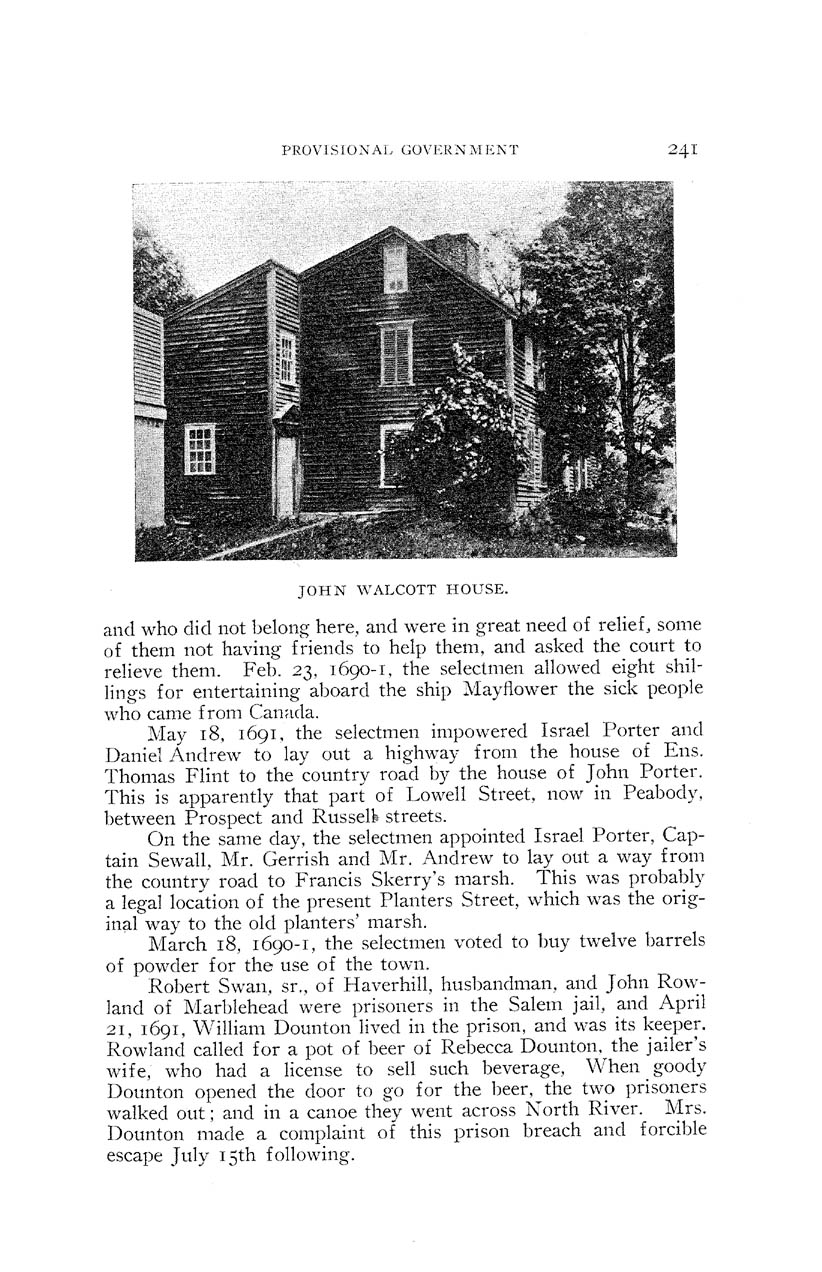 PROVISIONAL GOVERNMENT 241
JOHN WALCOTT HOUSE.
and who did not belong here, and were in great need of relief, some
of them not having friends to help them, and asked the court to
relieve them. Feb. 23, 1690-1, the selectmen allowed eight shil-
lings for entertaining aboard the ship Mayflower the sick people
who came from Canada.
May 18, 1691, the selectmen impowered Israel Porter and
Daniel Andrew to lay out a highway from the house of Ens.
Thomas Flint to the country road by the house of John Porter.
This is apparently that part of Lowell Street, now in Peabody,
between Prospect and Russell streets.
On the same day, the selectmen appointed Israel Porter, Cap-
tain Sewall, Mr. Gerrish and Mr. Andrew to lay out a way from
the country road to Francis Skerry's marsh. This was probably
a legal location of the present Planters Street, which was the orig-
inal way to the old planters' marsh.
March 18, 1690-1, the selectmen voted to buy twelve barrels
of powder for the use of the town.
Robert Swan, sr., of Haverhill, husbandman, and John Row-
land of Marblehead were prisoners in the Salem jail, and April
21, 1691, William Dounton lived in the prison, and was its keeper.
Rowland called for a pot of beer of Rebecca Dounton, the jailer's
wife, who had a license to sell such beverage, When goody
Dounton opened the door to go for the beer, the two prisoners
walked out; and in a canoe they went across North River. Mrs.
Dounton made a complaint of this prison breach and forcible
escape July 15th following.